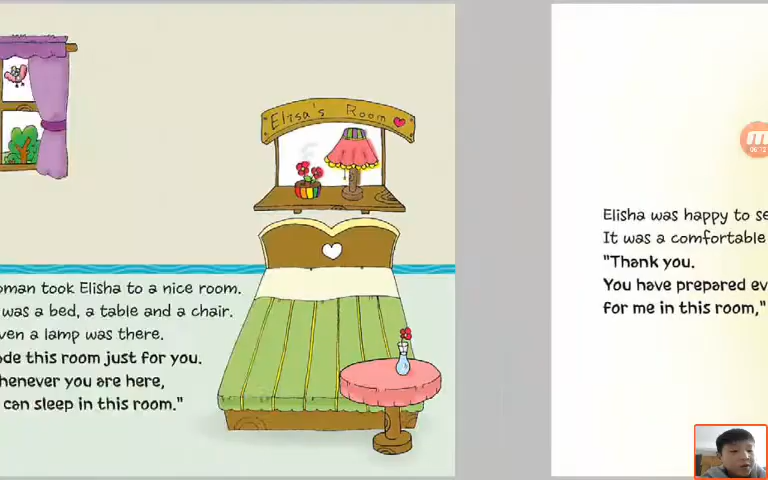 Elisa's Room
oman took Elisha to a nice room.
was a bed, a table and a chair.
ven a lamp was there.
de this room just for you.
henever you are here,
can sleep in this room."
Elisha was happy to se
It was a comfortable
"Thank you.
You have prepared ev
for me in this room,"